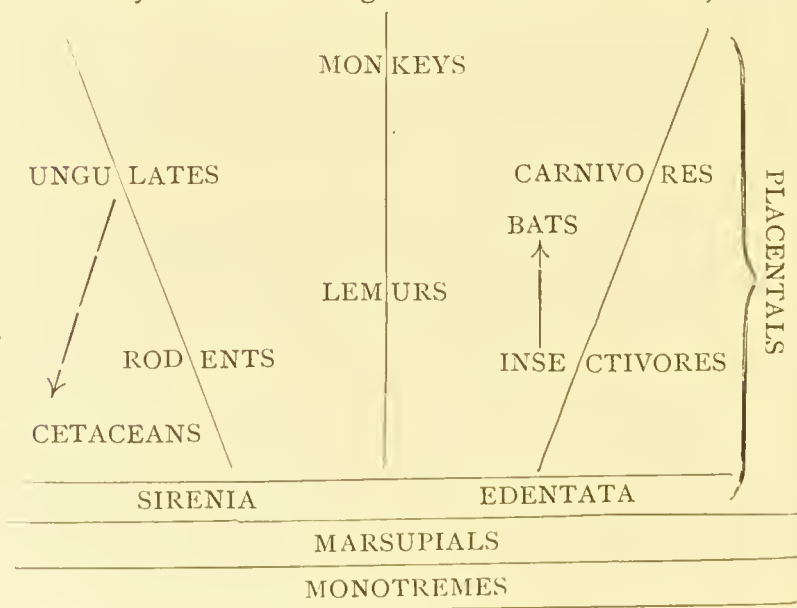 MONKEYS
UNGULATES
CARNIVORES
BATS
LEMURS
RODENTS
INSECTIVORES
CETACEANS
PLACENTALS
SIRENIA
EDENTATA
MARSUPIALS
MONOTREMES